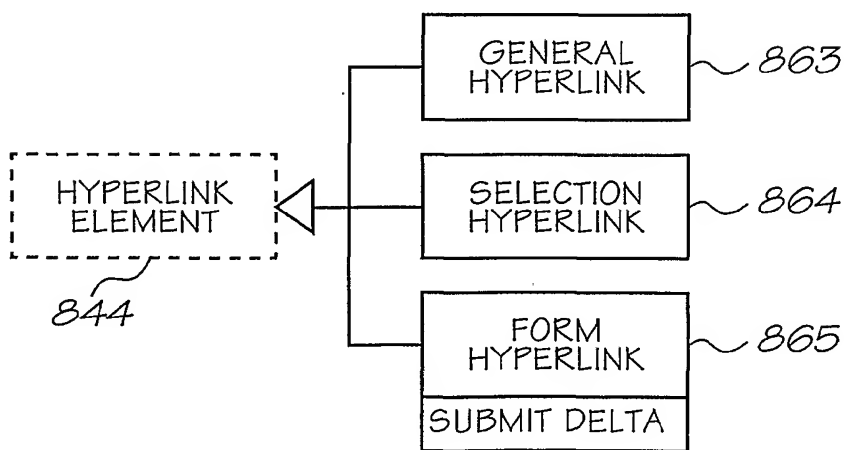 GENERAL
HYPERLINK
863
HYPERLINK
ELEMENT
844
SELECTION
HYPERLINK
864
FORM
HYPERLINK
865
SUBMIT DELTA